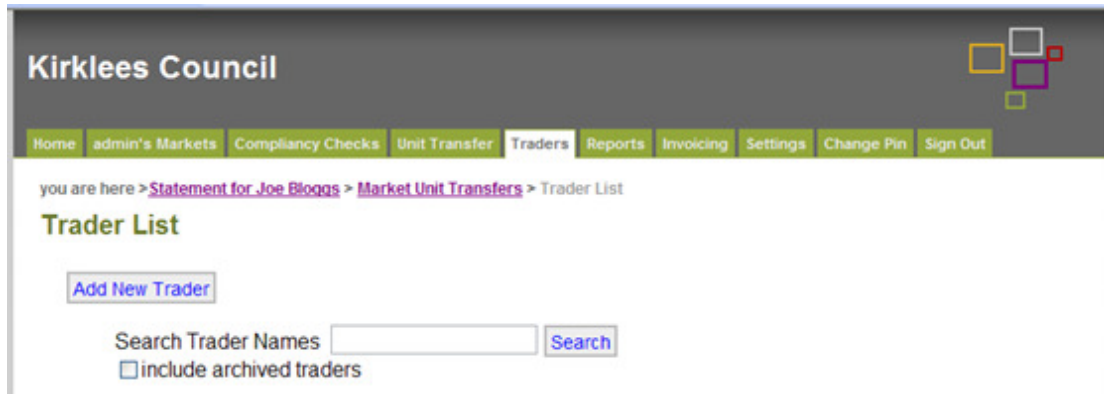 Kirklees Council
Home admin's Markets Compliancy Checks Unit Transfer Traders Reports Invoicing Settings Change Pin Sign Out
you are here >Statement for Joe Bloggs > Market Unit Transfers > Trader List
Trader List
Add New Trader
Search Trader Names Search
include archived traders